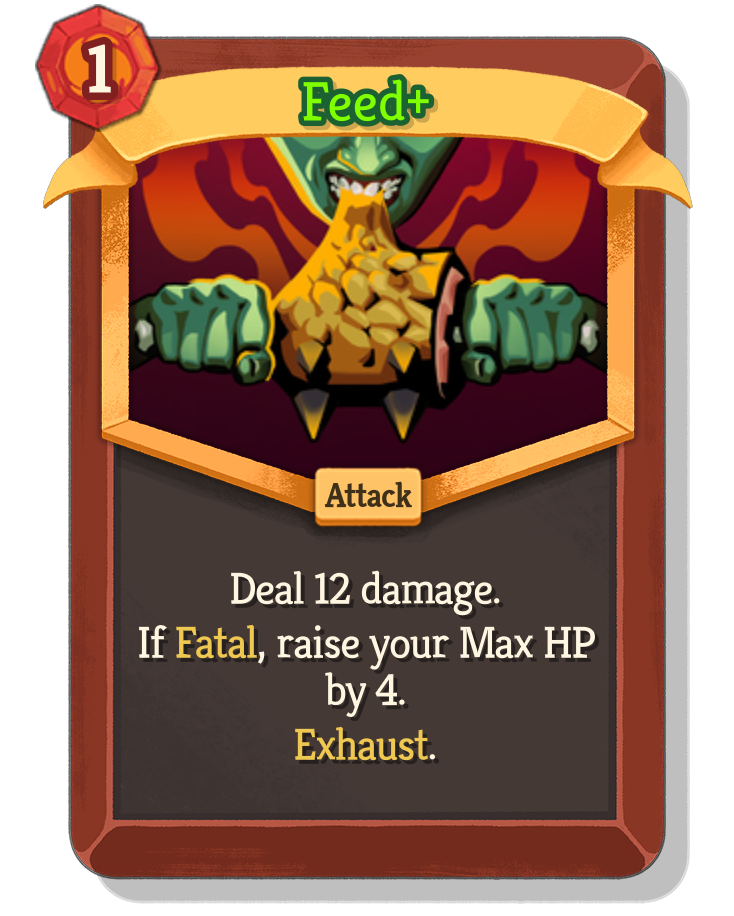 1
Feed+
Attack
Deal 12 damage.
If Fatal, raise your Max HP
by 4.
Exhaust.